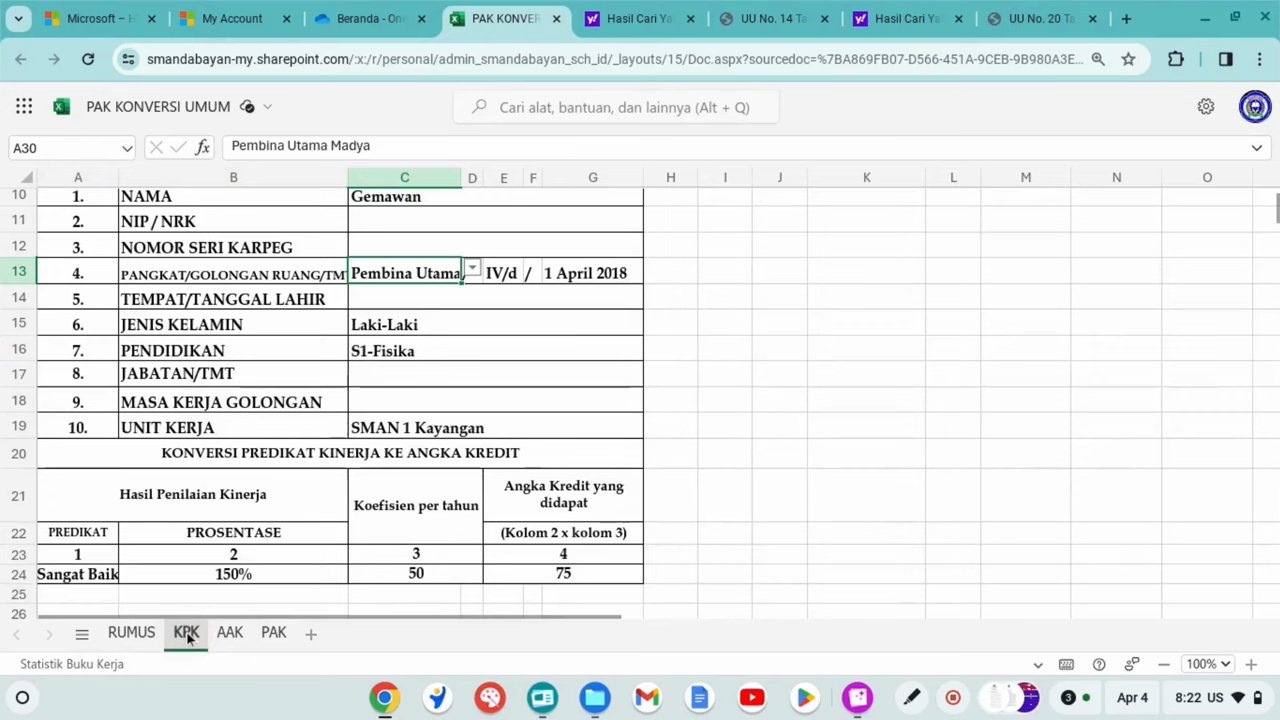 Microsoft – H
My Account
Beranda - One
PAK KONVER
Hasil Cari Ya
UU No. 14 Ta
Hasil Cari Ya
UU No. 20 Ta
smandabayan-my.sharepoint.com/:x:/r/personal/admin_smandabayan_sch_id/_layouts/15/Doc.aspx?sourcedoc=%7BA869FB07-D566-451A-9CEB-9B980A3E...
PAK KONVERSI UMUM
Cari alat, bantuan, dan lainnya (Alt + Q)
A30 fx Pembina Utama Madya
A B C D E F G H I J K L M N O
10 1. NAMA Gemawan
11 2. NIP / NRK
12 3. NOMOR SERI KARPEG
13 4. PANGKAT/GOLONGAN RUANG/TMT Pembina Utama IV/d / 1 April 2018
14 5. TEMPAT/TANGGAL LAHIR
15 6. JENIS KELAMIN Laki-Laki
16 7. PENDIDIKAN S1-Fisika
17 8. JABATAN/TMT
18 9. MASA KERJA GOLONGAN
19 10. UNIT KERJA SMAN 1 Kayangan
20 KONVERSI PREDIKAT KINERJA KE ANGKA KREDIT
21 Hasil Penilaian Kinerja Koefisien per tahun Angka Kredit yang didapat
22 PREDIKAT PROSENTASE (Kolom 2 x kolom 3)
23 1 2 3 4
24 Sangat Baik 150% 50 75
25
26
RUMUS KPK AAK PAK
Statistik Buku Kerja 100%
3 Apr 4 8:22 US